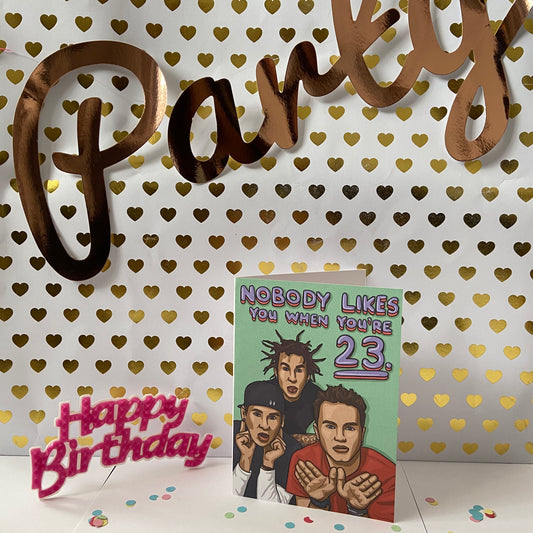 Party
NOBODY LIKES
YOU WHEN YOU'RE
23.
Happy
Birthday